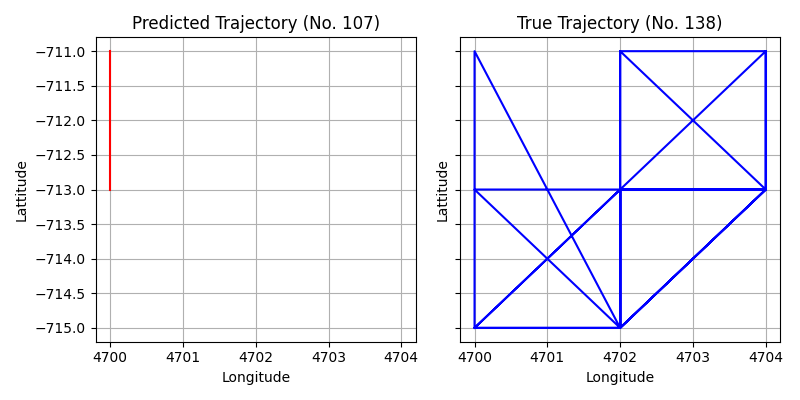 Predicted Trajectory (No. 107)
True Trajectory (No. 138)
−711.0
−711.5
−712.0
−712.5
−713.0
−713.5
−714.0
−714.5
−715.0
Lattitude
Lattitude
4700 4701 4702 4703 4704
4700 4701 4702 4703 4704
Longitude
Longitude